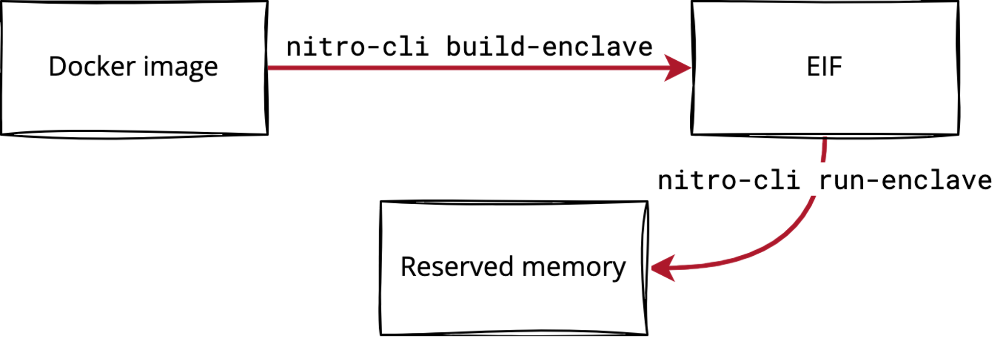 nitro-cli build-enclave
Docker image
EIF
nitro-cli run-enclave
Reserved memory